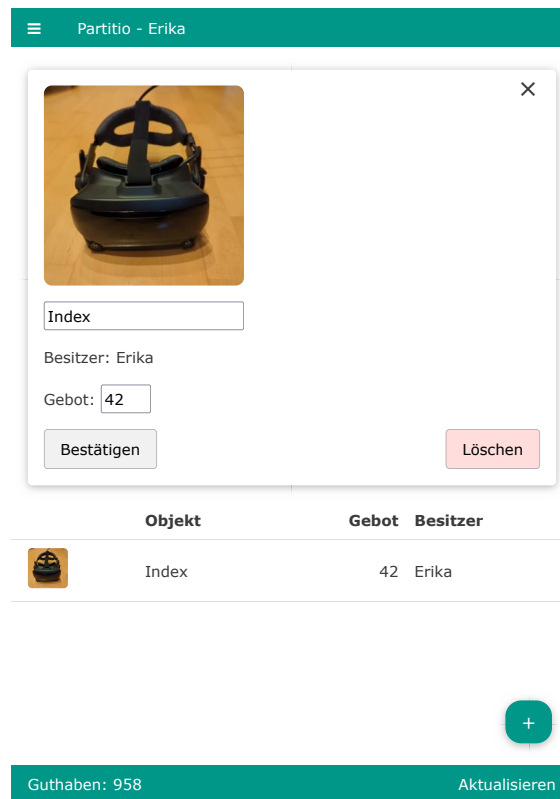 Partitio - Erika
Index
Besitzer: Erika
Gebot: 42
Bestätigen Löschen
Objekt Gebot Besitzer
Index 42 Erika
+
Guthaben: 958 Aktualisieren